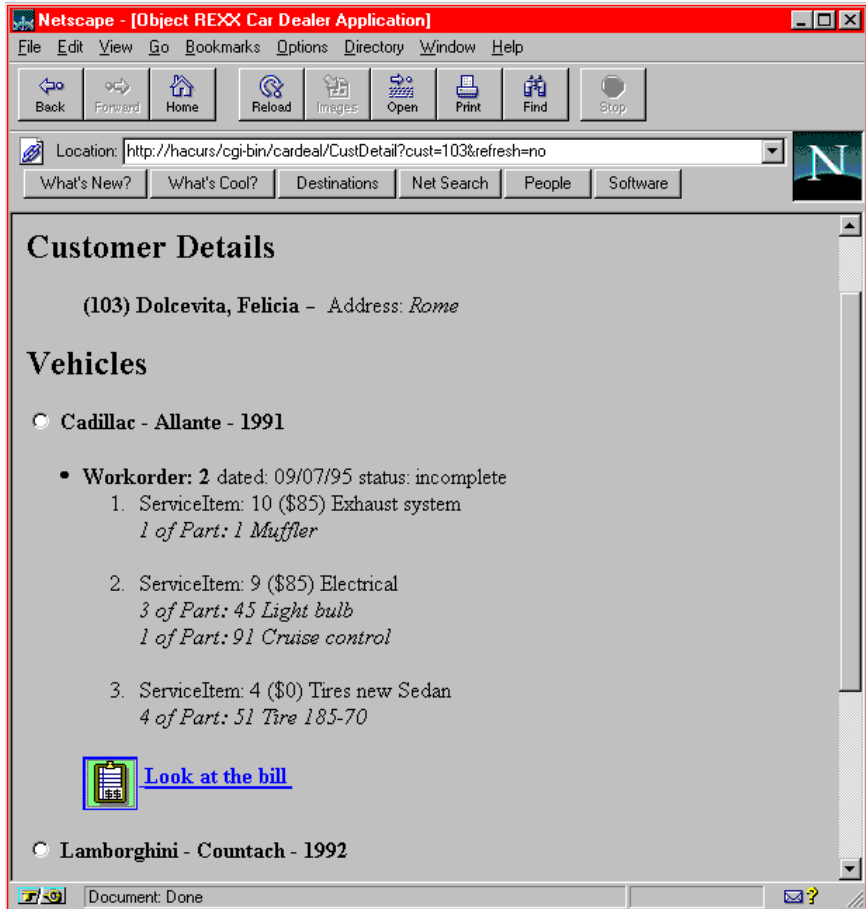 Netscape - [Object REXX Car Dealer Application]
File Edit View Go Bookmarks Options Directory Window Help
Back Forward Home Reload Images Open Print Find Stop
Location: http://hacurs/cgi-bin/cardeal/CustDetail?cust=103&refresh=no
N
What's New? What's Cool? Destinations Net Search People Software
Customer Details
(103) Dolcevita, Felicia – Address: Rome
Vehicles
Cadillac - Allante - 1991
• Workorder: 2 dated: 09/07/95 status: incomplete
1. ServiceItem: 10 ($85) Exhaust system
1 of Part: 1 Muffler
2. ServiceItem: 9 ($85) Electrical
3 of Part: 45 Light bulb
1 of Part: 91 Cruise control
3. ServiceItem: 4 ($0) Tires new Sedan
4 of Part: 51 Tire 185-70
$$ Look at the bill
Lamborghini - Countach - 1992
Document: Done ?